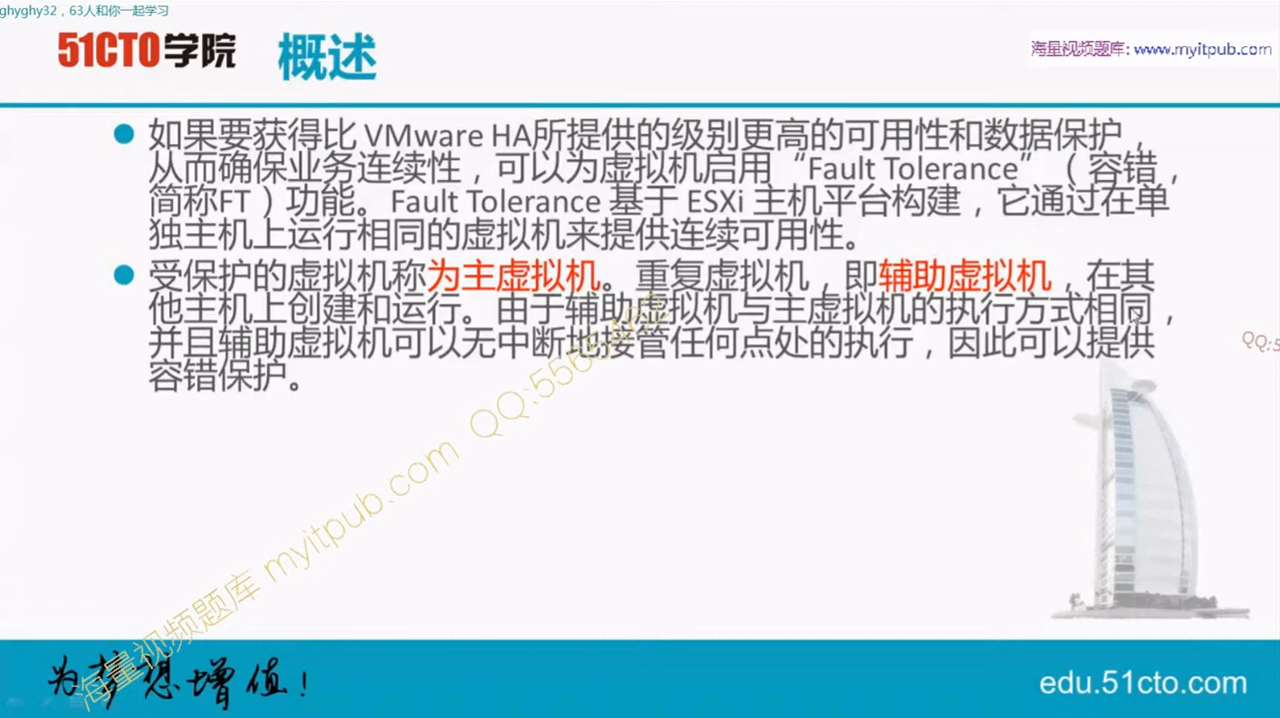 ghyghy32，63人和你一起学习
51CTO学院 概述
海量视频题库: www.myitpub.com
如果要获得比 VMware HA所提供的级别更高的可用性和数据保护，
从而确保业务连续性，可以为虚拟机启用 “Fault Tolerance” （容错，
简称FT）功能。Fault Tolerance 基于 ESXi 主机平台构建，它通过在单
独主机上运行相同的虚拟机来提供连续可用性。
受保护的虚拟机称为主虚拟机。重复虚拟机，即辅助虚拟机，在其
他主机上创建和运行。由于辅助虚拟机与主虚拟机的执行方式相同，
并且辅助虚拟机可以无中断地接管任何点处的执行，因此可以提供
容错保护。
QQ:5
海量视频题库 myitpub.com
为梦想增值!
edu.51cto.com